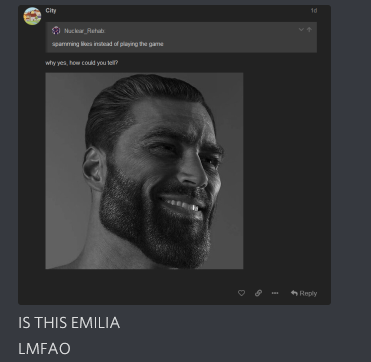 City
1d
Nuclear_Rehab:
spamming likes instead of playing the game
why yes, how could you tell?
Reply
IS THIS EMILIA
LMFAO